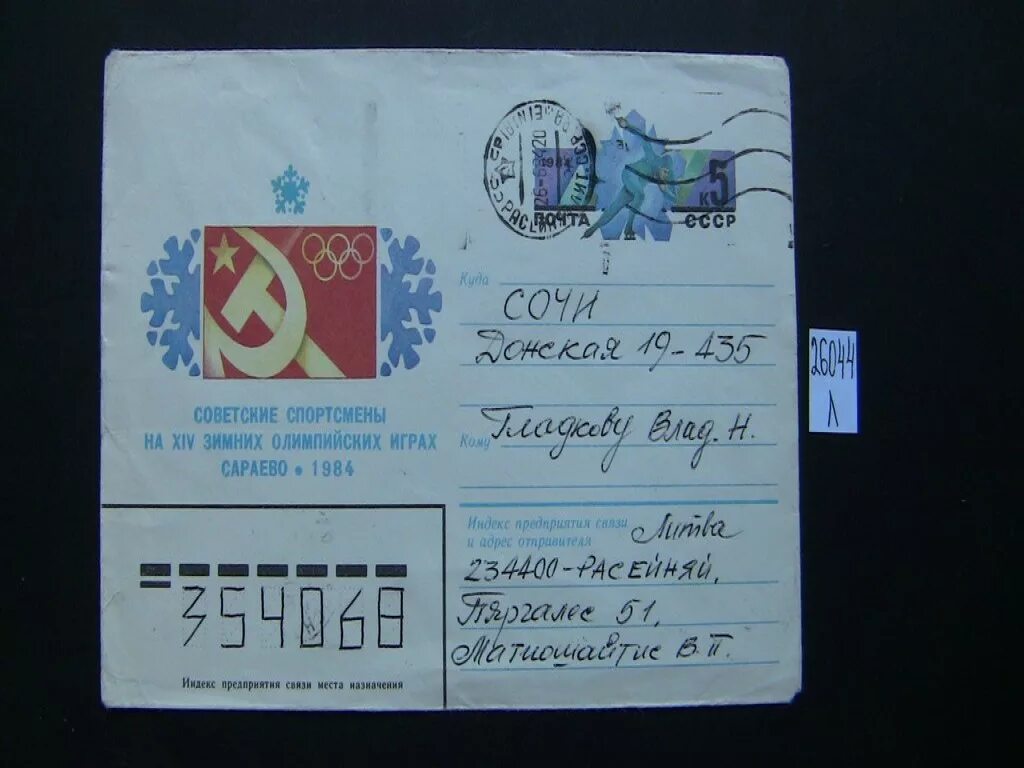 1984
5
К
ПОЧТА СССР
СОВЕТСКИЕ СПОРТСМЕНЫ
НА XIV ЗИМНИХ ОЛИМПИЙСКИХ ИГРАХ
САРАЕВО • 1984
Куда СОЧИ
Донская 19-435
Кому Гладкову Влад. Н.
Индекс предприятия связи
и адрес отправителя Литва
234400-РАСЕЙНЯЙ,
Пяргалес 51,
Матиошайтис В.П.
354068
Индекс предприятия связи места назначения
26044
Л